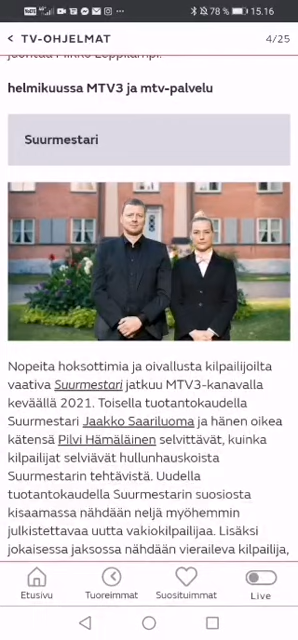 78 % 15.16
< TV-OHJELMAT 4/25
helmikuussa MTV3 ja mtv-palvelu
Suurmestari
Nopeita hoksottimia ja oivallusta kilpailijoilta
vaativa Suurmestari jatkuu MTV3-kanavalla
keväällä 2021. Toisella tuotantokaudella
Suurmestari Jaakko Saariluoma ja hänen oikea
kätensä Pilvi Hämäläinen selvittävät, kuinka
kilpailijat selviävät hullunhauskoista
Suurmestarin tehtävistä. Uudella
tuotantokaudella Suurmestarin suosiosta
kisaamassa nähdään neljä myöhemmin
julkistettavaa uutta vakiokilpailijaa. Lisäksi
jokaisessa jaksossa nähdään vieraileva kilpailija,
Etusivu Tuoreimmat Suosituimmat Live